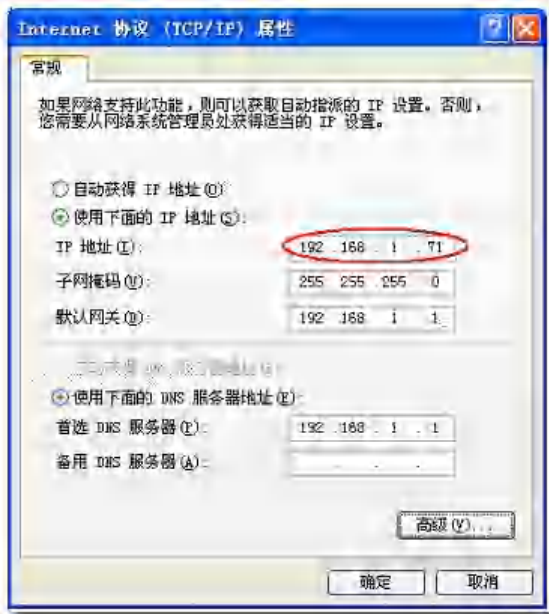 Internet 协议 (TCP/IP) 属性
常规
如果网络支持此功能，则可以获取自动指派的 IP 设置。否则，
您需要从网络系统管理员处获得适当的 IP 设置。
自动获得 IP 地址(O)
使用下面的 IP 地址(S):
IP 地址(I): 192 .168 . 1 .71
子网掩码(U): 255 .255 .255 . 0
默认网关(D): 192 .168 . 1 . 1
使用下面的 DNS 服务器地址(E):
首选 DNS 服务器(P): 192 .168 . 1 . 1
备用 DNS 服务器(A): . . .
高级(V)...
确定 取消